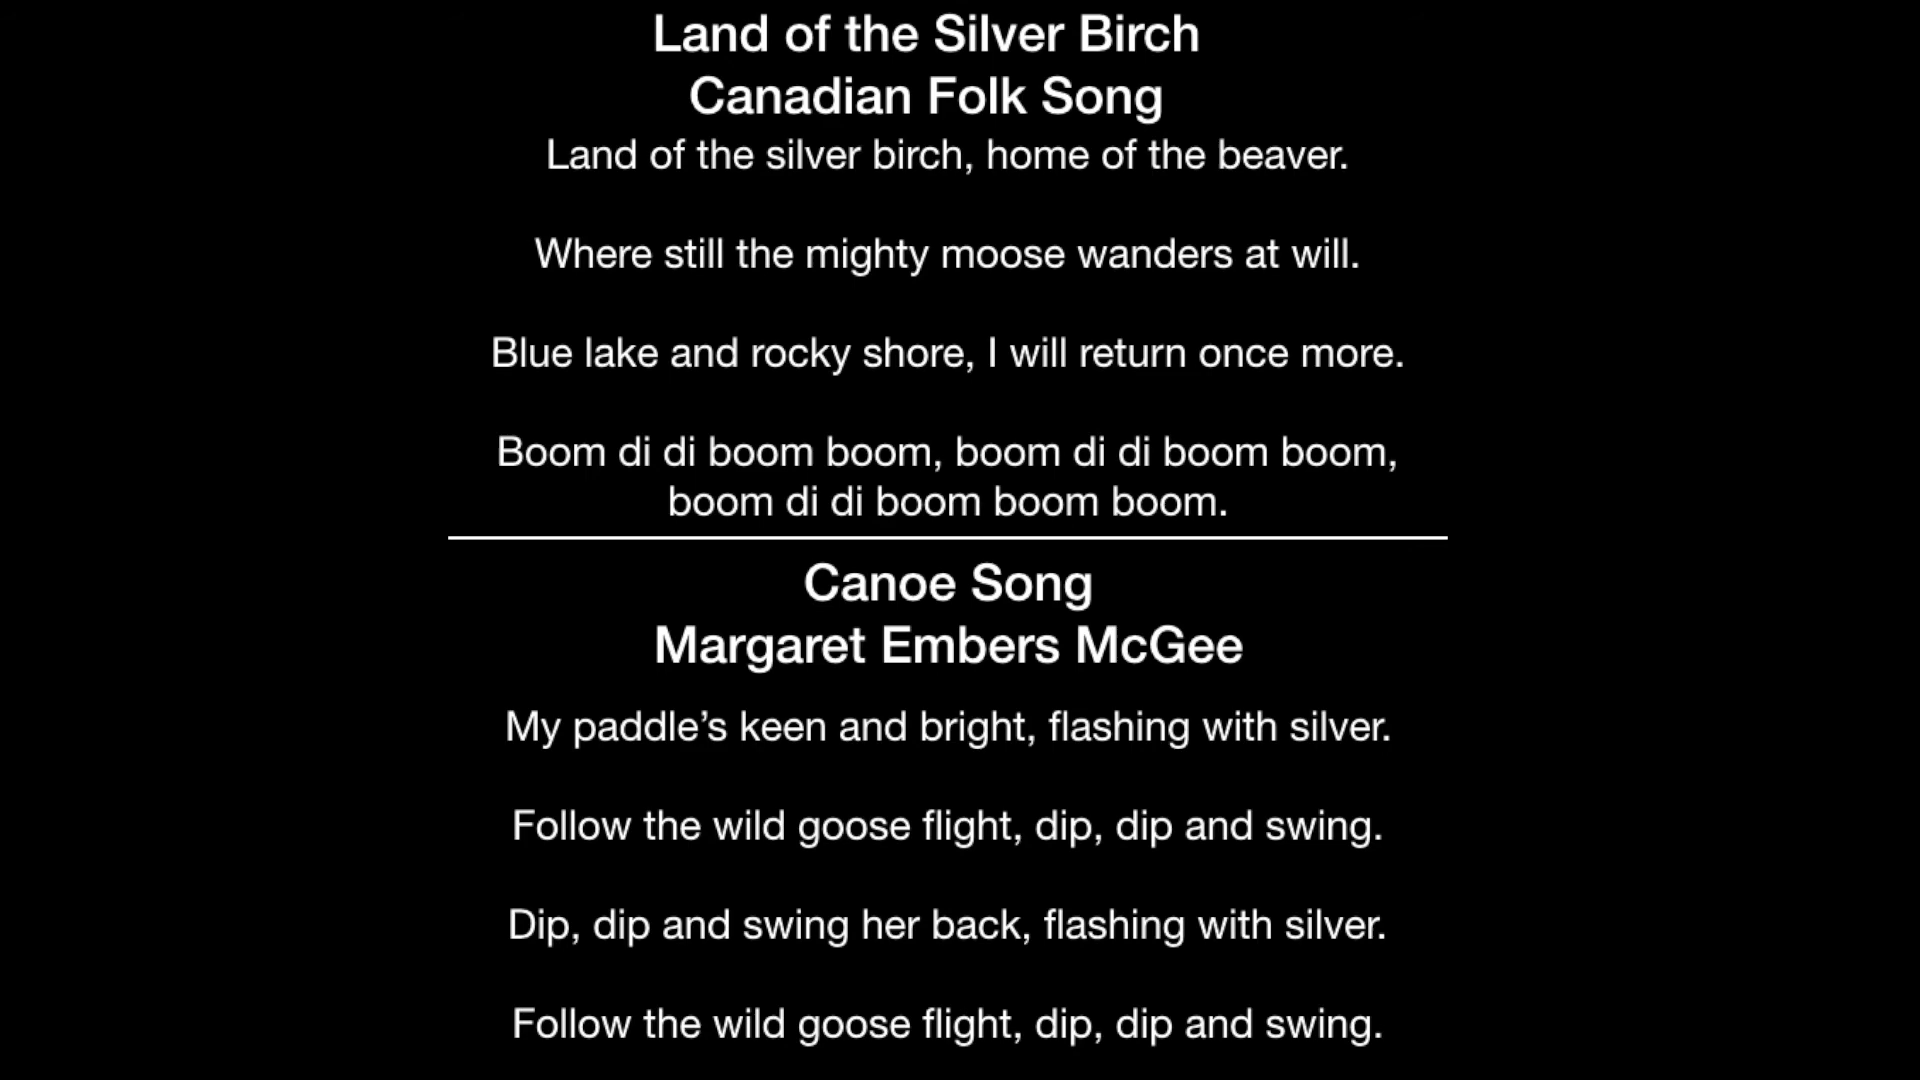 Land of the Silver Birch
Canadian Folk Song
Land of the silver birch, home of the beaver.
Where still the mighty moose wanders at will.
Blue lake and rocky shore, I will return once more.
Boom di di boom boom, boom di di boom boom,
boom di di boom boom boom.
Canoe Song
Margaret Embers McGee
My paddle’s keen and bright, flashing with silver.
Follow the wild goose flight, dip, dip and swing.
Dip, dip and swing her back, flashing with silver.
Follow the wild goose flight, dip, dip and swing.